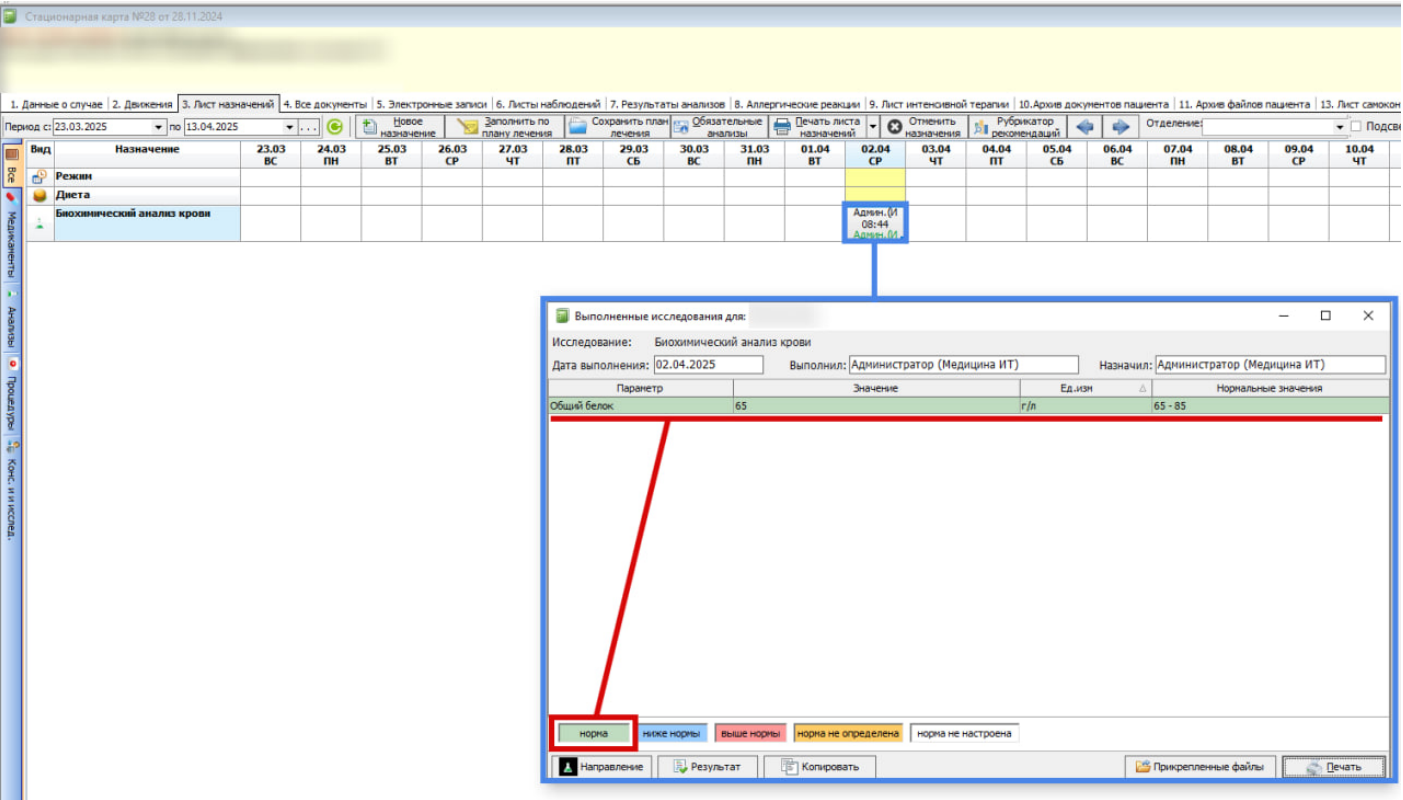 Стационарная карта №28 от 28.11.2024
1. Данные о случае 2. Движения 3. Лист назначений 4. Все документы 5. Электронные записи 6. Листы наблюдений 7. Результаты анализов 8. Аллергические реакции 9. Лист интенсивной терапии 10.Архив документов пациента 11. Архив файлов пациента 13. Лист самокон
Период с: 23.03.2025 по 13.04.2025 ... Новое назначение Заполнить по плану лечения Сохранить план лечения Обязательные анализы Печать листа назначений Отменить назначения Рубрикатор рекомендаций Отделение: Подсве
Вид Назначение 23.03 ВС 24.03 ПН 25.03 ВТ 26.03 СР 27.03 ЧТ 28.03 ПТ 29.03 СБ 30.03 ВС 31.03 ПН 01.04 ВТ 02.04 СР 03.04 ЧТ 04.04 ПТ 05.04 СБ 06.04 ВС 07.04 ПН 08.04 ВТ 09.04 СР 10.04 ЧТ
Режим
Диета
Биохимический анализ крови
Админ.(И
08:44
Админ.(И
Все
Медикаменты
Анализы
Процедуры
Конс. и исслед.
Выполненные исследования для:
Исследование: Биохимический анализ крови
Дата выполнения: 02.04.2025 Выполнил: Администратор (Медицина ИТ) Назначил: Администратор (Медицина ИТ)
Параметр Значение Ед.изм Нормальные значения
Общий белок 65 г/л 65 - 85
норма ниже нормы выше нормы норма не определена норма не настроена
Направление Результат Копировать Прикрепленные файлы Печать